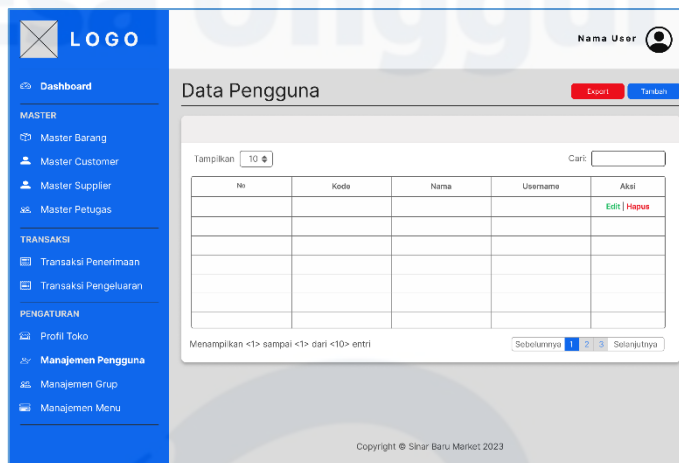 LOGO
Nama User
Dashboard
MASTER
Master Barang
Master Customer
Master Supplier
Master Petugas
TRANSAKSI
Transaksi Penerimaan
Transaksi Pengeluaran
PENGATURAN
Profil Toko
Manajemen Pengguna
Manajemen Grup
Manajemen Menu
Data Pengguna
Export
Tambah
Tampilkan 10
Cari:
No Kode Nama Username Aksi
Edit | Hapus
Menampilkan <1> sampai <1> dari <10> entri
Sebelumnya 1 2 3 Selanjutnya
Copyright © Sinar Baru Market 2023